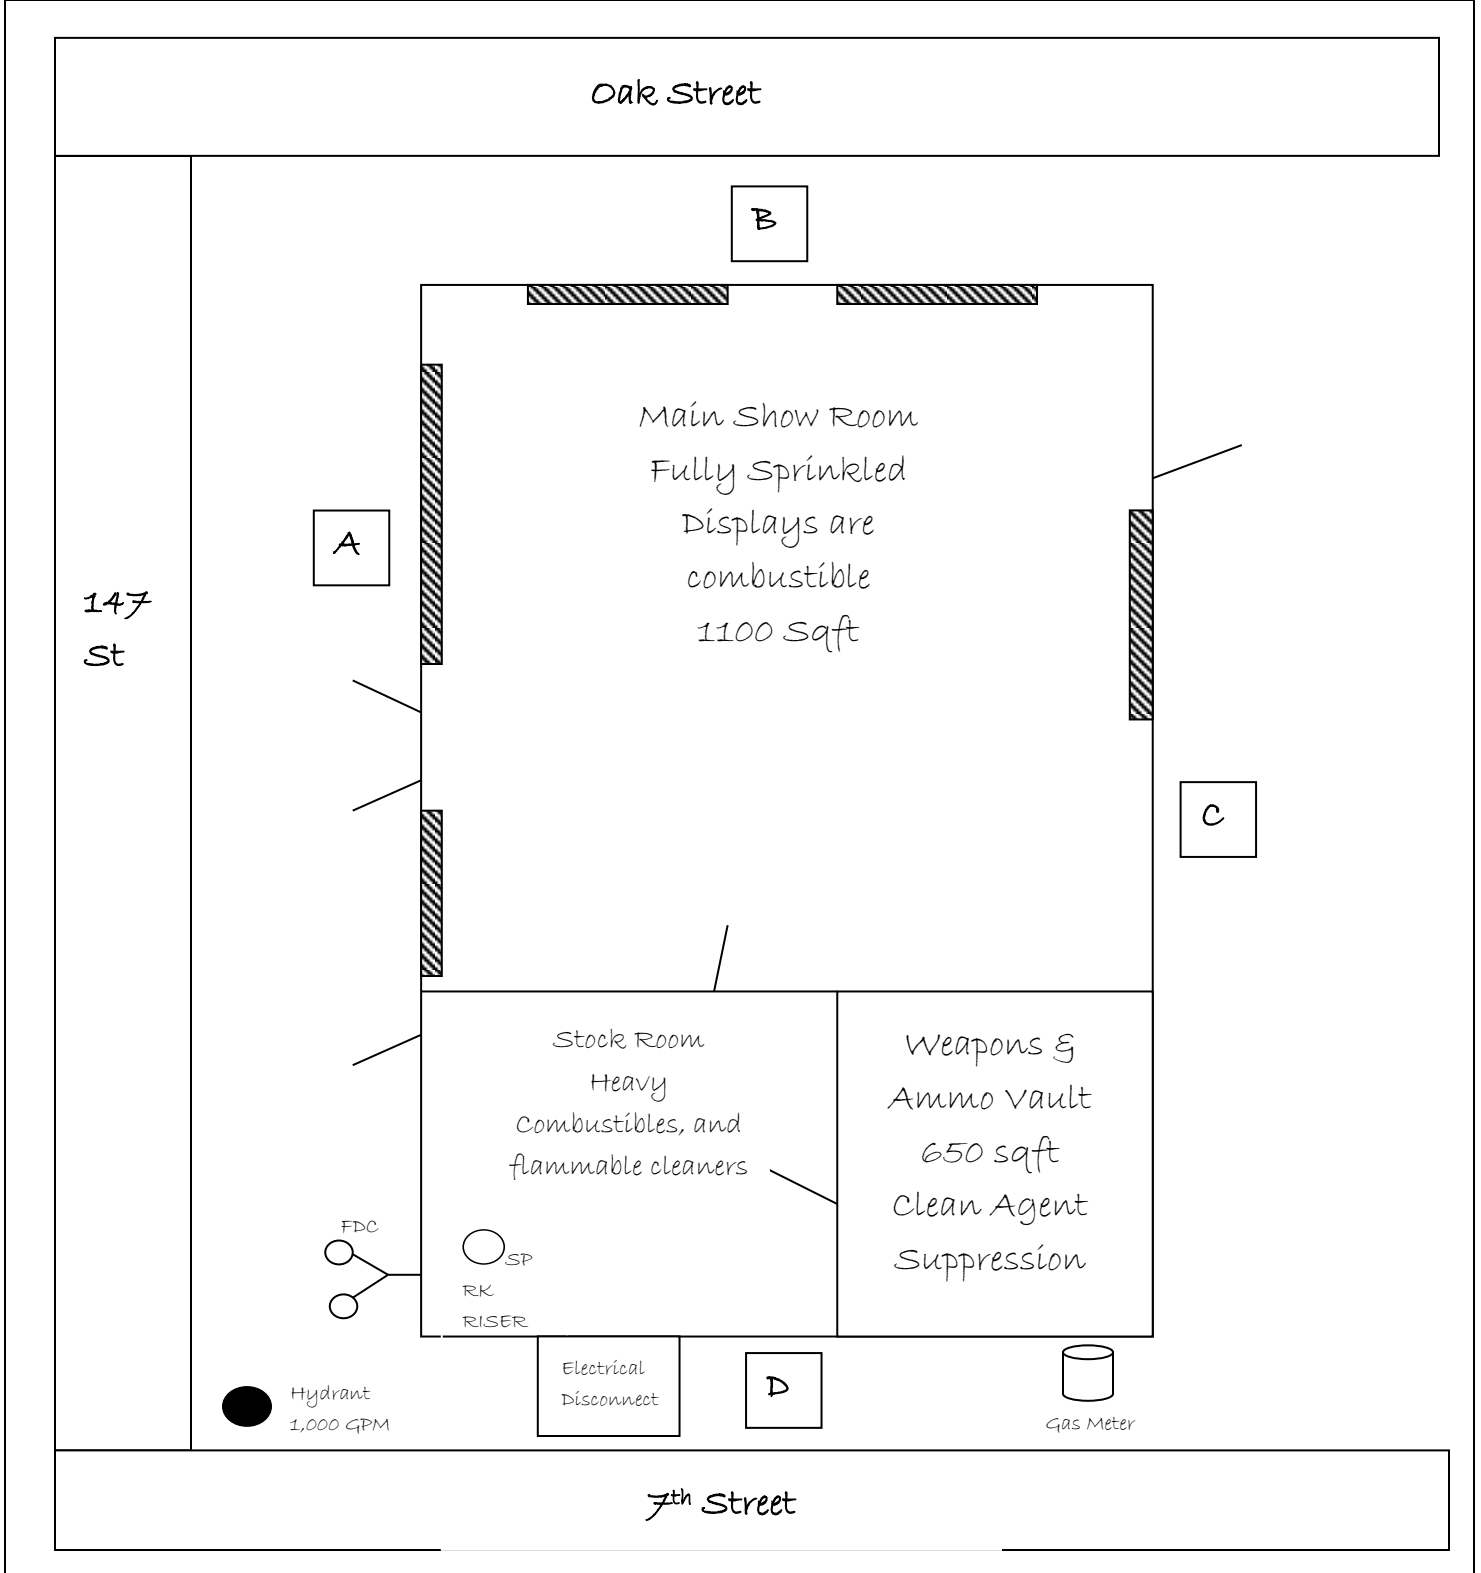 Oak Street
B
Main Show Room
Fully Sprinkled
Displays are
combustible
1100 Sqft
A
147
St
C
Stock Room
Heavy
Combustibles, and
flammable cleaners
Weapons &
Ammo Vault
650 sqft
Clean Agent
Suppression
FDC
SP
RK
RISER
Electrical
Disconnect
D
Hydrant
1,000 GPM
Gas Meter
7th Street